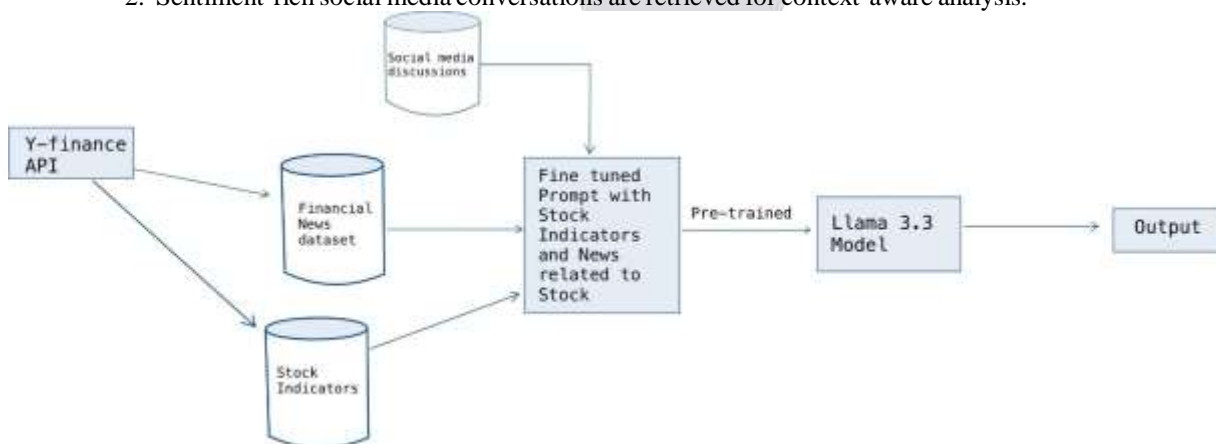 2. Sentiment-rich social media conversations are retrieved for context-aware analysis.
Social media
discussions
Y-finance
API
Financial
News
dataset
Stock
Indicators
Fine tuned
Prompt with
Stock
Indicators
and News
related to
Stock
Pre-trained
Llama 3.3
Model
Output